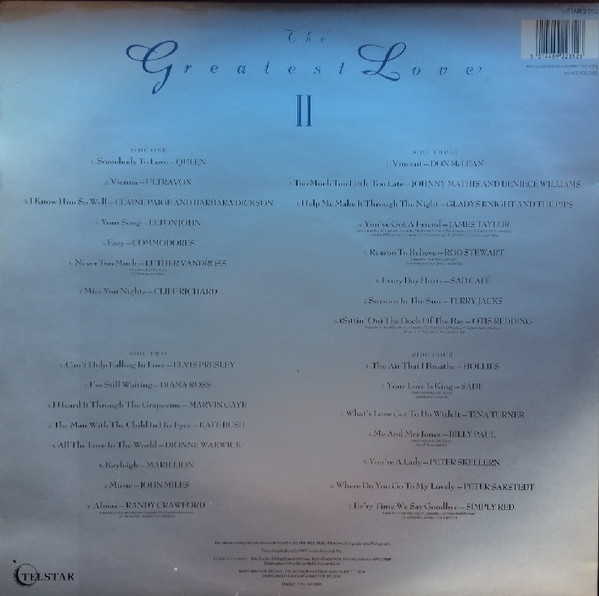 The
Greatest Love
II
SIDE ONE
1. Somebody To Love – QUEEN
2. Vienna – ULTRAVOX
3. I Know Him So Well – ELAINE PAIGE AND BARBARA DICKSON
4. Your Song – ELTON JOHN
5. Easy – COMMODORES
6. Never Too Much – LUTHER VANDROSS
7. Miss You Nights – CLIFF RICHARD
SIDE TWO
1. Can't Help Falling In Love – ELVIS PRESLEY
2. I'm Still Waiting – DIANA ROSS
3. I Heard It Through The Grapevine – MARVIN GAYE
4. The Man With The Child In His Eyes – KATE BUSH
5. All The Love In The World – DIONNE WARWICK
6. Kayleigh – MARILLION
7. Music – JOHN MILES
8. Almaz – RANDY CRAWFORD
SIDE THREE
1. Vincent – DON McLEAN
2. Too Much Too Little Too Late – JOHNNY MATHIS AND DENIECE WILLIAMS
3. Help Me Make It Through The Night – GLADYS KNIGHT AND THE PIPS
4. You've Got A Friend – JAMES TAYLOR
5. Reason To Believe – ROD STEWART
6. Every Day Hurts – SAD CAFÉ
7. Seasons In The Sun – TERRY JACKS
8. (Sittin' On) The Dock Of The Bay – OTIS REDDING
SIDE FOUR
1. The Air That I Breathe – HOLLIES
2. Your Love Is King – SADE
3. What's Love Got To Do With It – TINA TURNER
4. Me And Mrs Jones – BILLY PAUL
5. You're A Lady – PETER SKELLERN
6. Where Do You Go To My Lovely – PETER SARSTEDT
7. Ev'ry Time We Say Goodbye – SIMPLY RED
TELSTAR